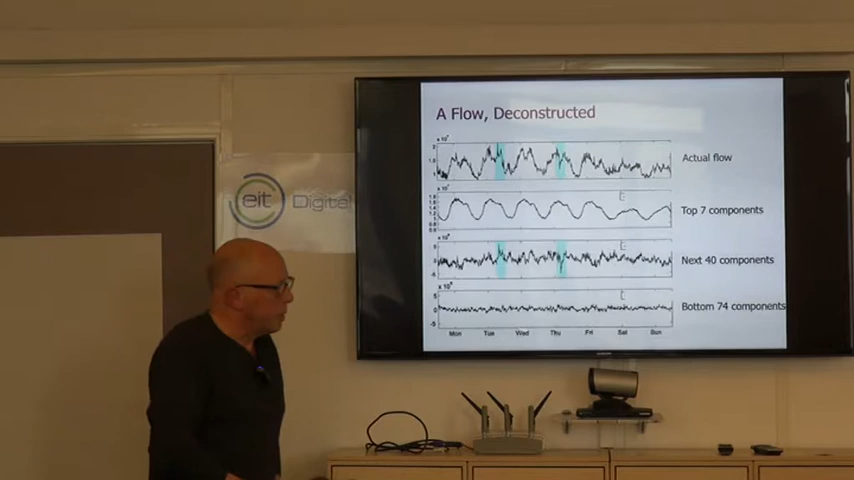 A Flow, Deconstructed
Actual flow
Top 7 components
Next 40 components
Bottom 74 components
Mon Tue Wed Thu Fri Sat Sun
eit Digital